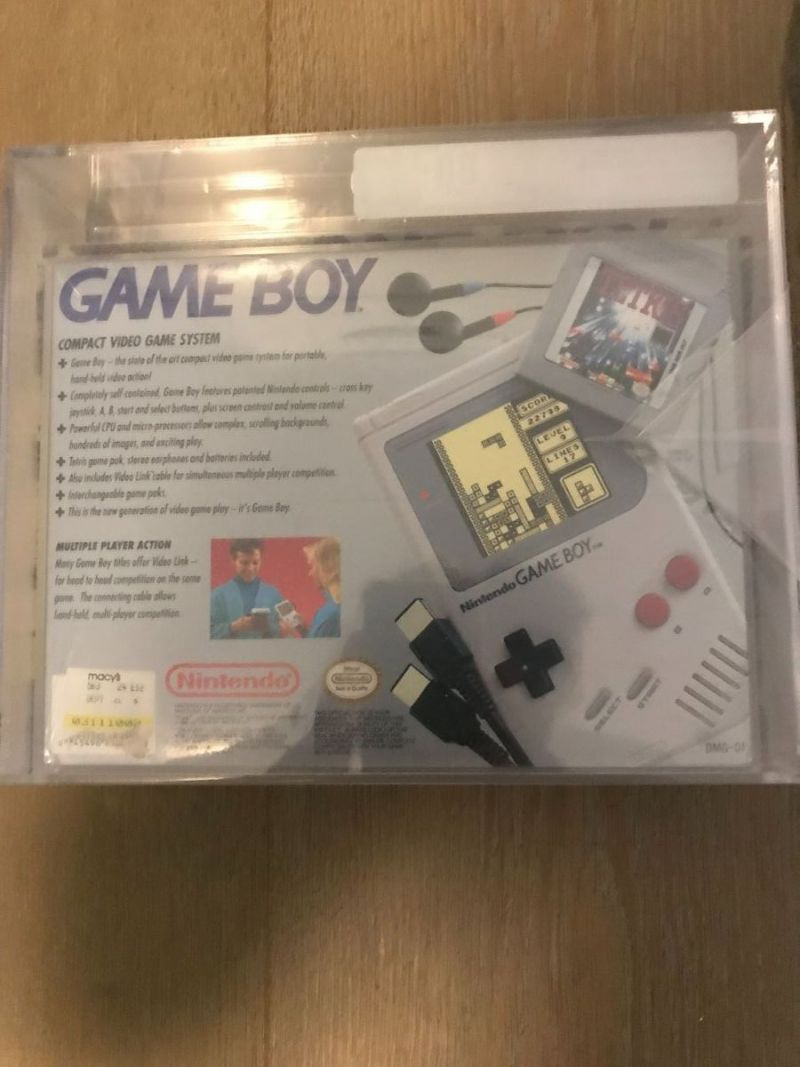 GAME BOY
COMPACT VIDEO GAME SYSTEM
+ Game Boy – the state of the art compact video game system for portable,
hand-held video action!
+ Completely self-contained, Game Boy features patented Nintendo controls – cross key
joystick, A, B, start and select buttons, plus screen contrast and volume control.
+ Powerful CPU and micro-processors allow complex, scrolling backgrounds,
hundreds of images, and exciting play.
+ Tetris game pak, stereo earphones and batteries included.
+ Also includes Video Link cable for simultaneous multiple player competition.
+ Interchangeable game paks.
+ This is the new generation of video game play – it's Game Boy.
MULTIPLE PLAYER ACTION
Many Game Boy titles offer Video Link –
for head to head competition on the same
game. The connecting cable allows
hand-held, multi-player competition.
TETRIS
SCORE
22739
LEVEL
9
LINES
17
Nintendo GAME BOY TM
B
SELECT
START
DMG-01
macy's
Nintendo®